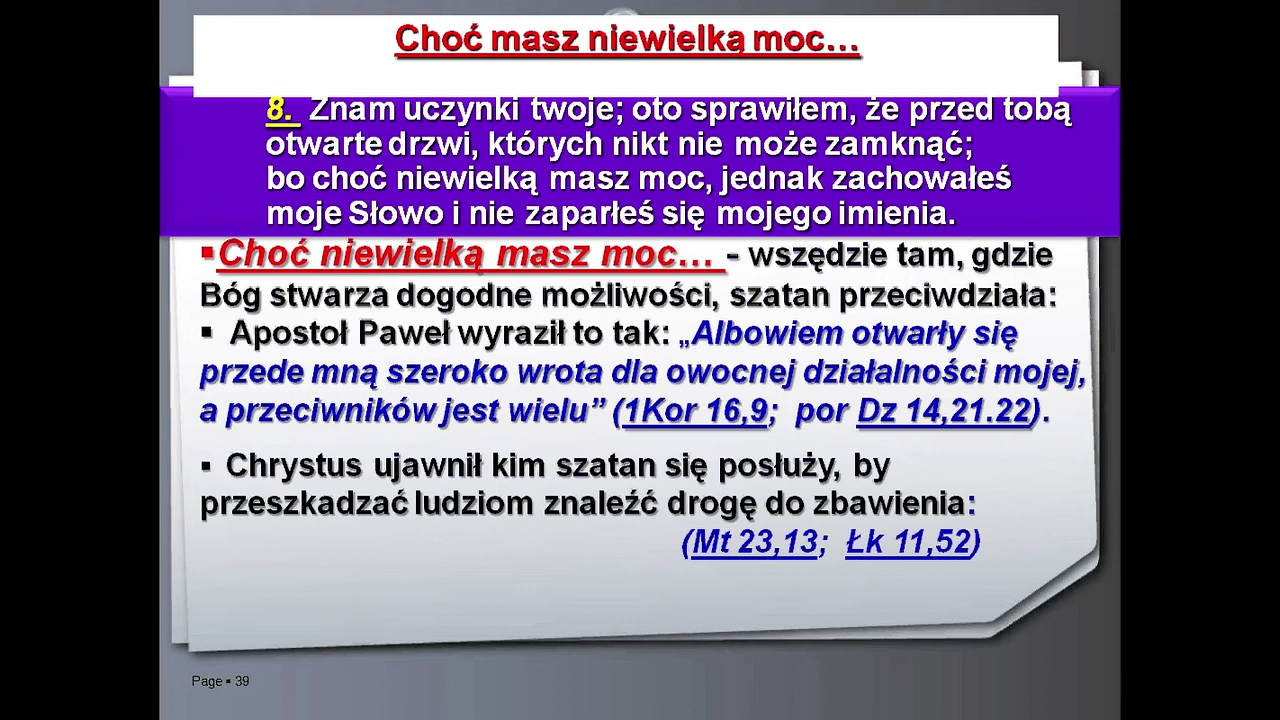 Choć masz niewielką moc...
8. Znam uczynki twoje; oto sprawiłem, że przed tobą
otwarte drzwi, których nikt nie może zamknąć;
bo choć niewielką masz moc, jednak zachowałeś
moje Słowo i nie zaparłeś się mojego imienia.
▪Choć niewielką masz moc... - wszędzie tam, gdzie
Bóg stwarza dogodne możliwości, szatan przeciwdziała:
▪ Apostoł Paweł wyraził to tak: „Albowiem otwarły się
przede mną szeroko wrota dla owocnej działalności mojej,
a przeciwników jest wielu” (1Kor 16,9; por Dz 14,21.22).
▪ Chrystus ujawnił kim szatan się posłuży, by
przeszkadzać ludziom znaleźć drogę do zbawienia:
(Mt 23,13; Łk 11,52)
Page ▪ 39